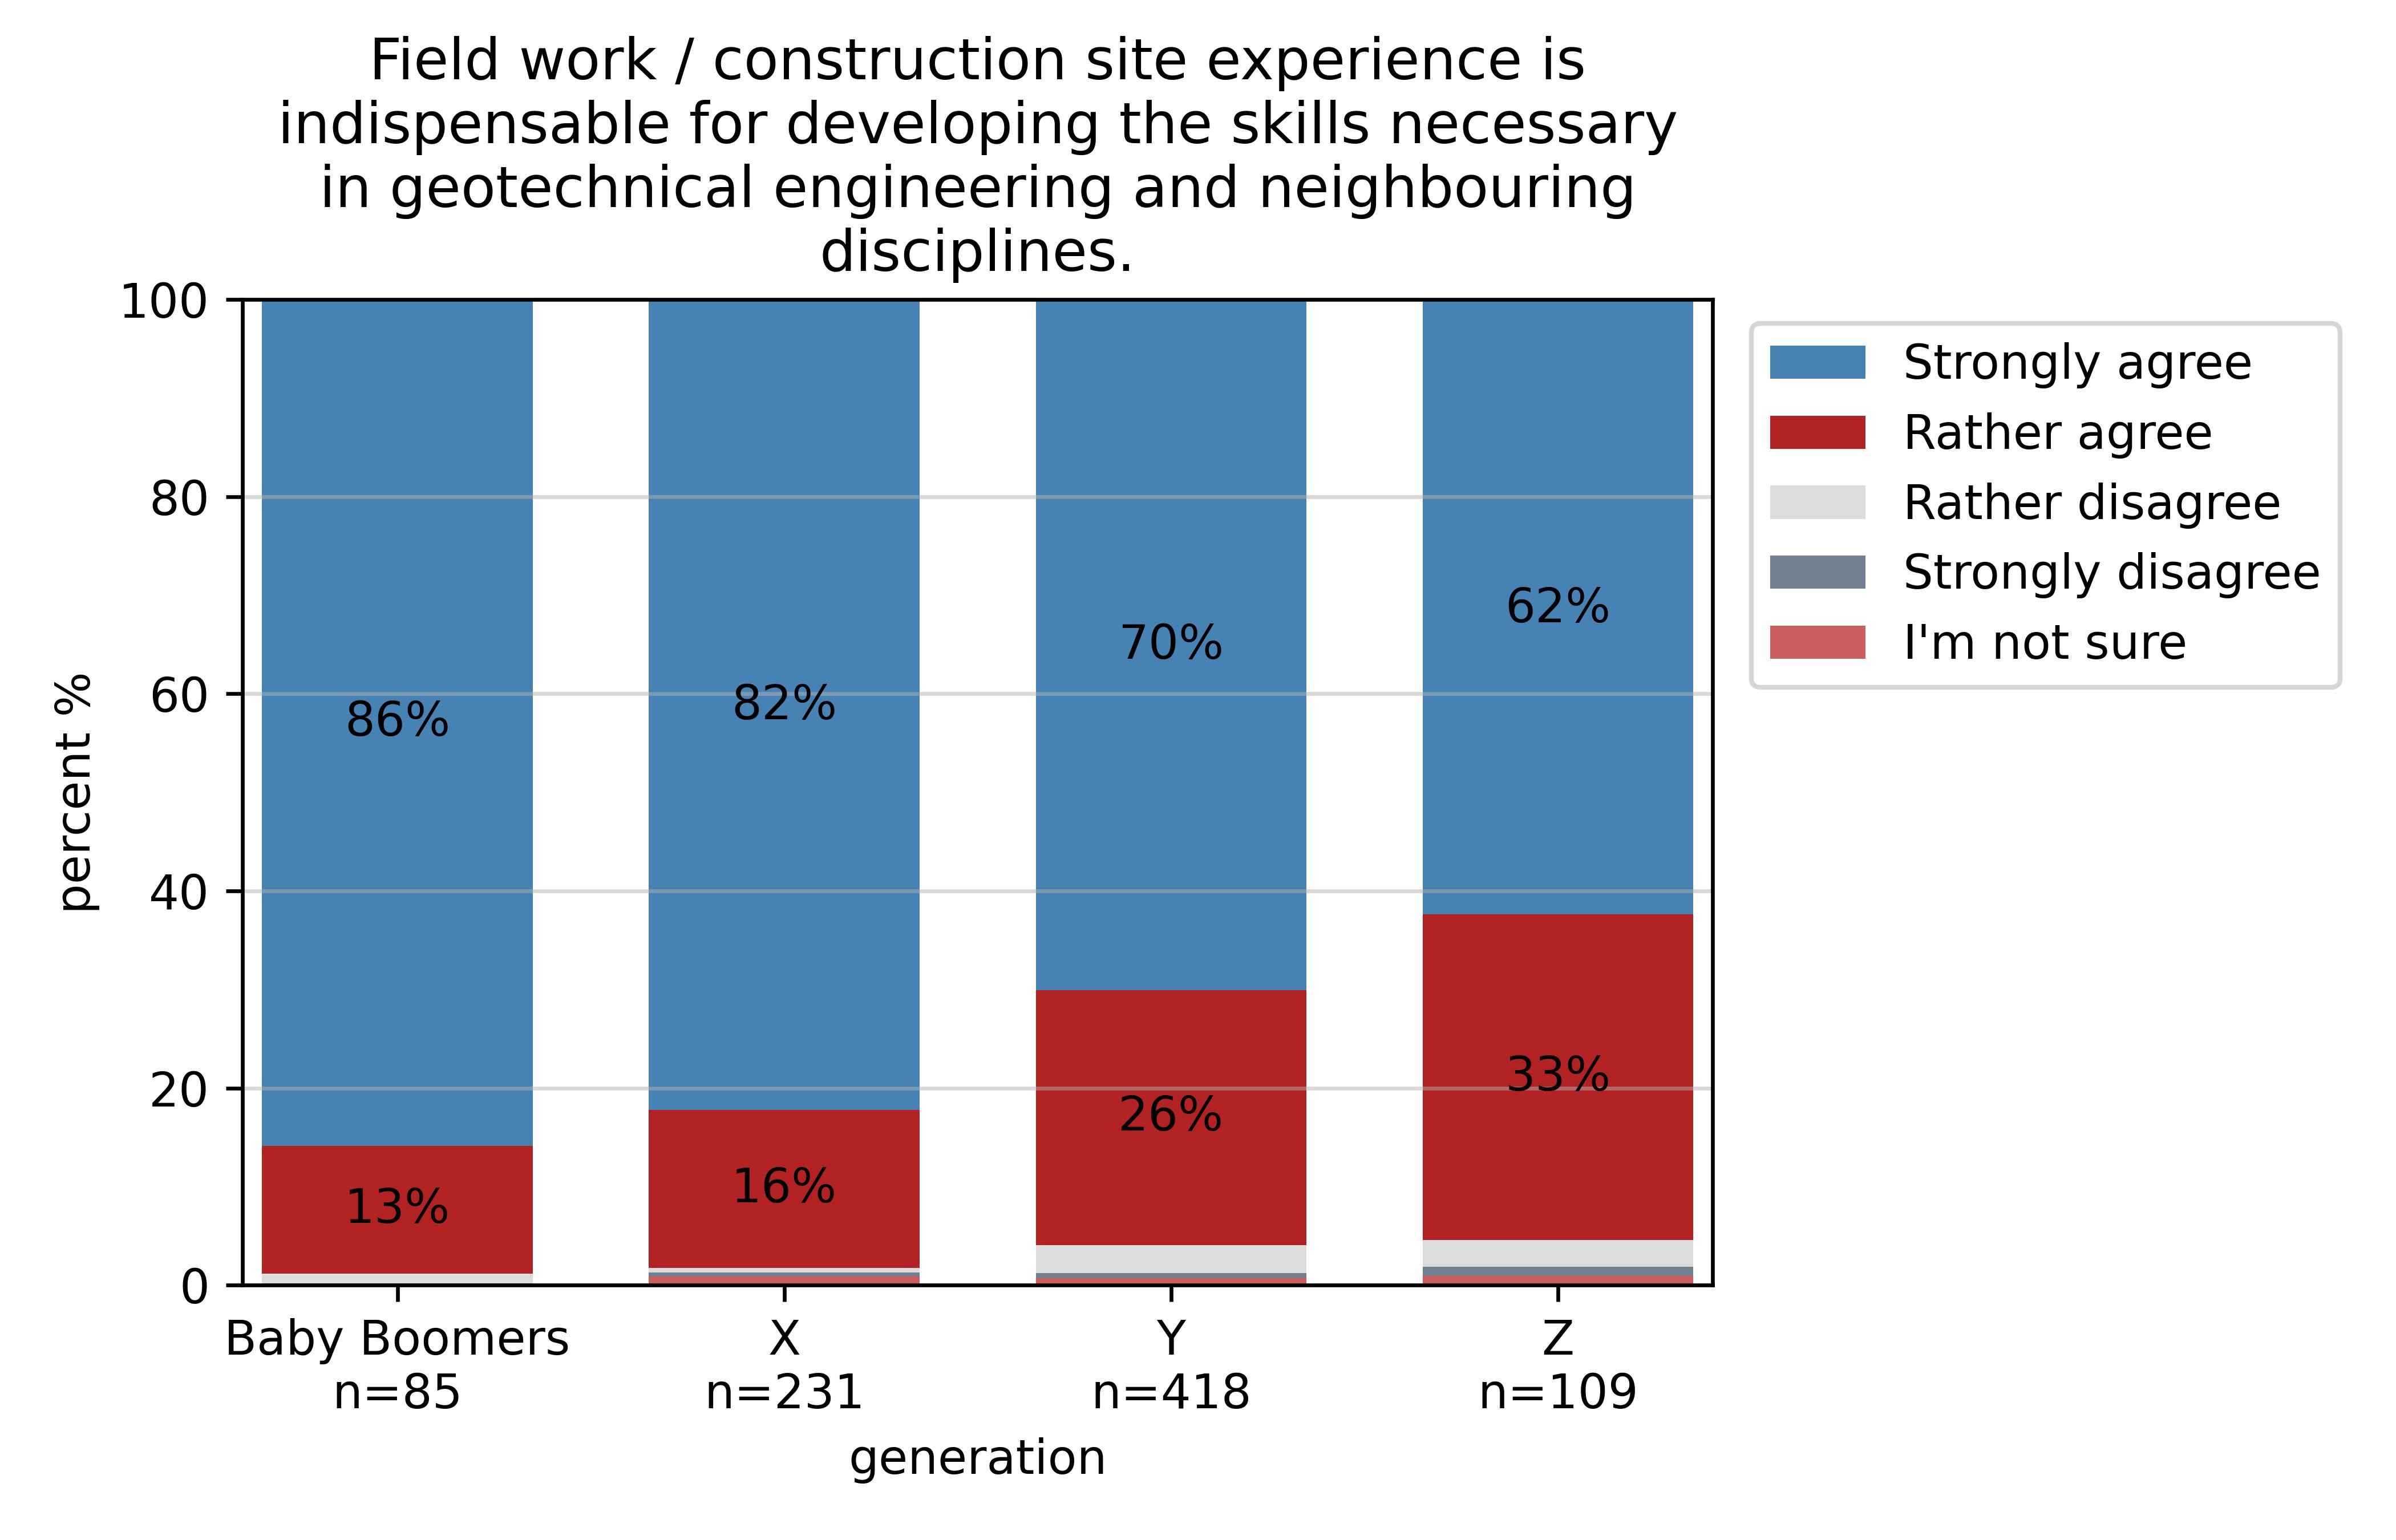 Field work / construction site experience is
indispensable for developing the skills necessary
in geotechnical engineering and neighbouring
disciplines.
100
80
60
40
20
0
percent %
86%
82%
70%
62%
13%
16%
26%
33%
Baby Boomers
n=85
X
n=231
Y
n=418
Z
n=109
generation
Strongly agree
Rather agree
Rather disagree
Strongly disagree
I'm not sure